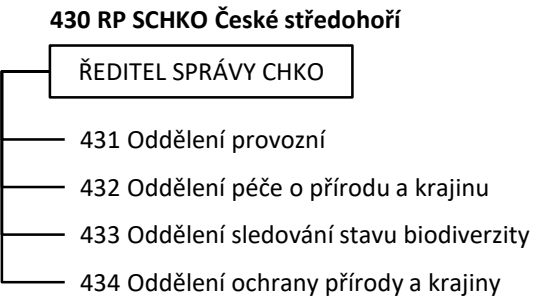 430 RP SCHKO České středohoří
ŘEDITEL SPRÁVY CHKO
431 Oddělení provozní
432 Oddělení péče o přírodu a krajinu
433 Oddělení sledování stavu biodiverzity
434 Oddělení ochrany přírody a krajiny